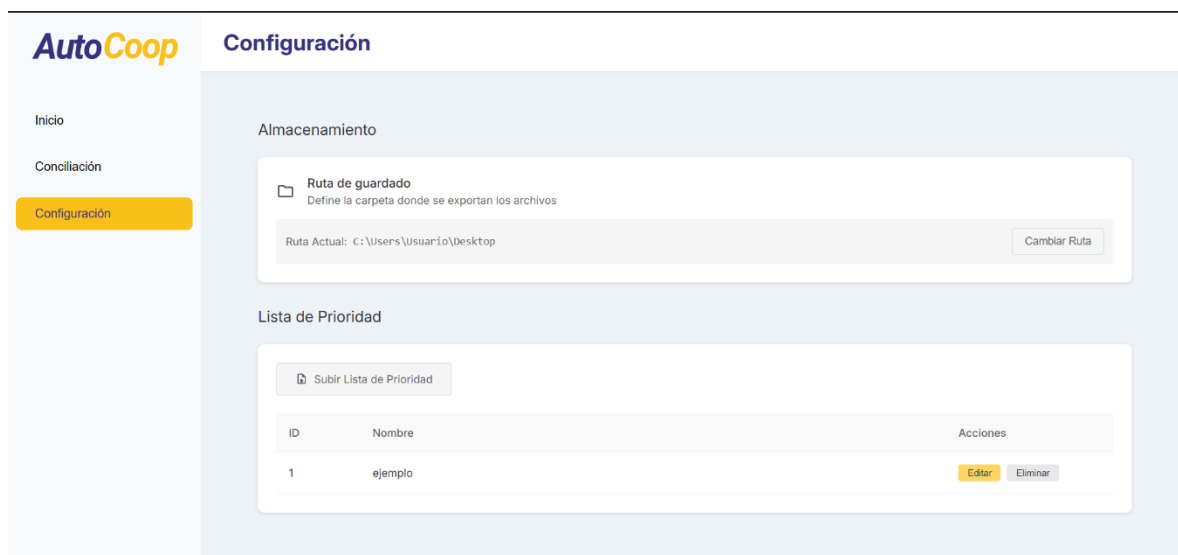 AutoCoop
Configuración
Inicio
Conciliación
Configuración
Almacenamiento
Ruta de guardado
Define la carpeta donde se exportan los archivos
Ruta Actual: C:\Users\Usuario\Desktop
Cambiar Ruta
Lista de Prioridad
Subir Lista de Prioridad
ID Nombre Acciones
1 ejemplo Editar Eliminar